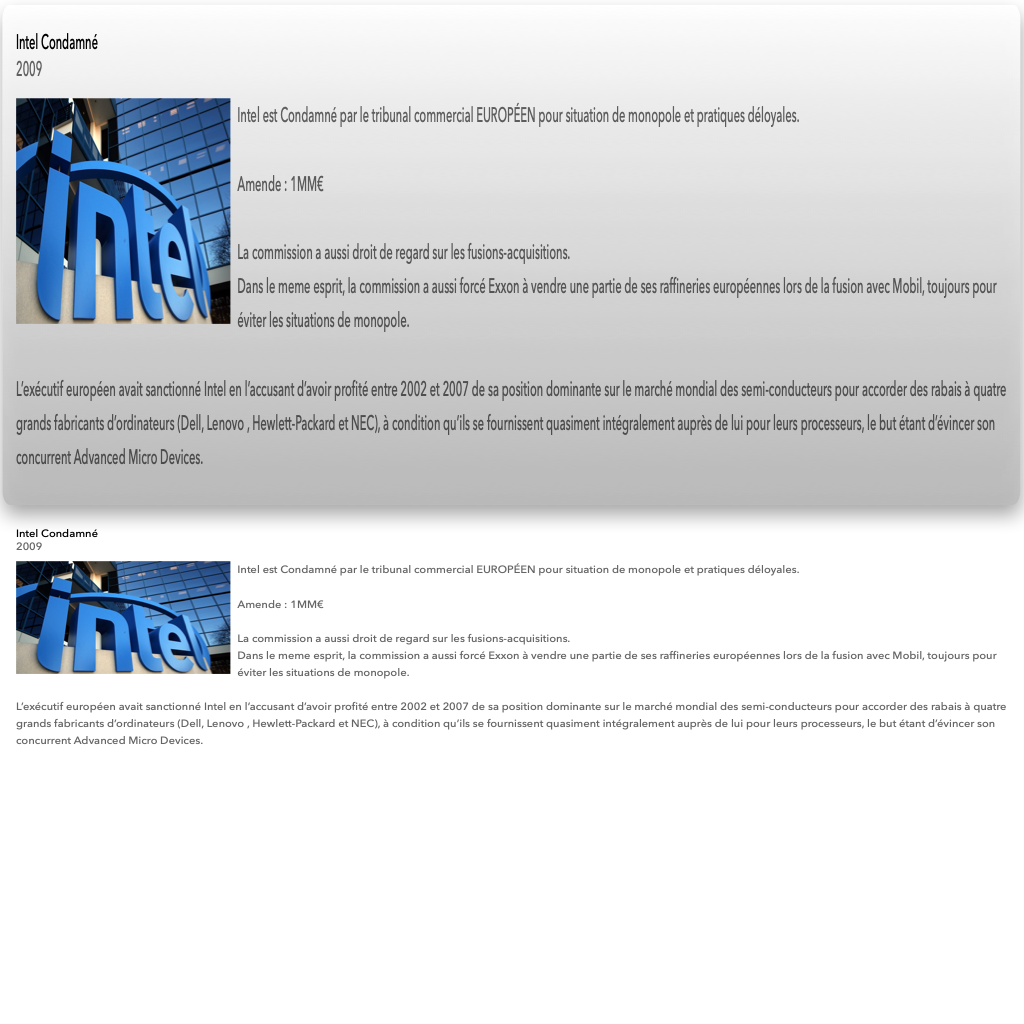 Intel Condamné
2009
intel
Intel est Condamné par le tribunal commercial EUROPÉEN pour situation de monopole et pratiques déloyales.
Amende : 1MM€
La commission a aussi droit de regard sur les fusions-acquisitions.
Dans le meme esprit, la commission a aussi forcé Exxon à vendre une partie de ses raffineries européennes lors de la fusion avec Mobil, toujours pour
éviter les situations de monopole.
L’exécutif européen avait sanctionné Intel en l’accusant d’avoir profité entre 2002 et 2007 de sa position dominante sur le marché mondial des semi-conducteurs pour accorder des rabais à quatre
grands fabricants d’ordinateurs (Dell, Lenovo , Hewlett-Packard et NEC), à condition qu’ils se fournissent quasiment intégralement auprès de lui pour leurs processeurs, le but étant d’évincer son
concurrent Advanced Micro Devices.
Intel Condamné
2009
intel
Intel est Condamné par le tribunal commercial EUROPÉEN pour situation de monopole et pratiques déloyales.
Amende : 1MM€
La commission a aussi droit de regard sur les fusions-acquisitions.
Dans le meme esprit, la commission a aussi forcé Exxon à vendre une partie de ses raffineries européennes lors de la fusion avec Mobil, toujours pour
éviter les situations de monopole.
L’exécutif européen avait sanctionné Intel en l’accusant d’avoir profité entre 2002 et 2007 de sa position dominante sur le marché mondial des semi-conducteurs pour accorder des rabais à quatre
grands fabricants d’ordinateurs (Dell, Lenovo , Hewlett-Packard et NEC), à condition qu’ils se fournissent quasiment intégralement auprès de lui pour leurs processeurs, le but étant d’évincer son
concurrent Advanced Micro Devices.